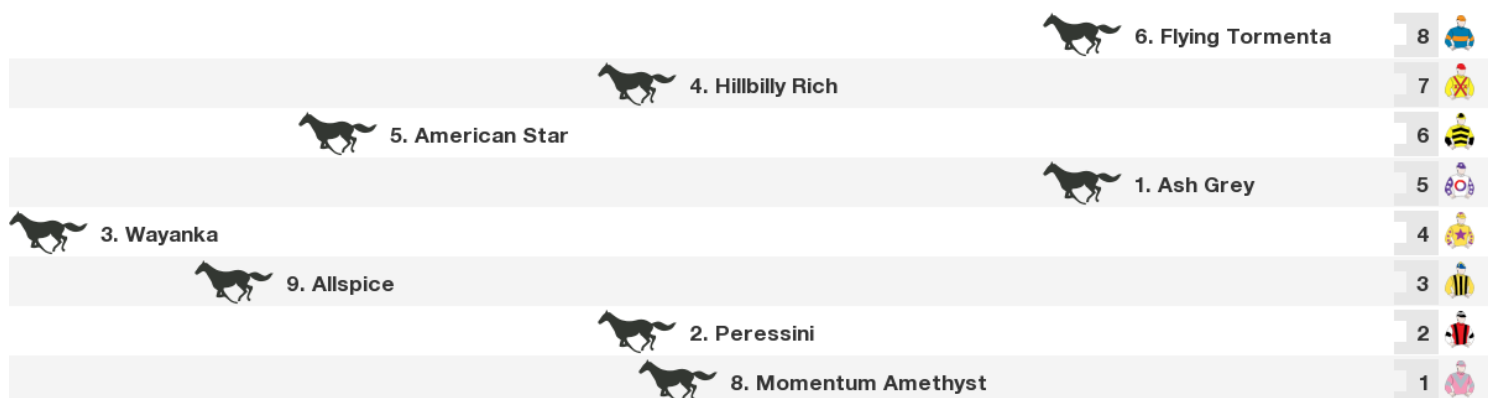 6. Flying Tormenta 8
4. Hillbilly Rich 7
5. American Star 6
1. Ash Grey 5
3. Wayanka 4
9. Allspice 3
2. Peressini 2
8. Momentum Amethyst 1